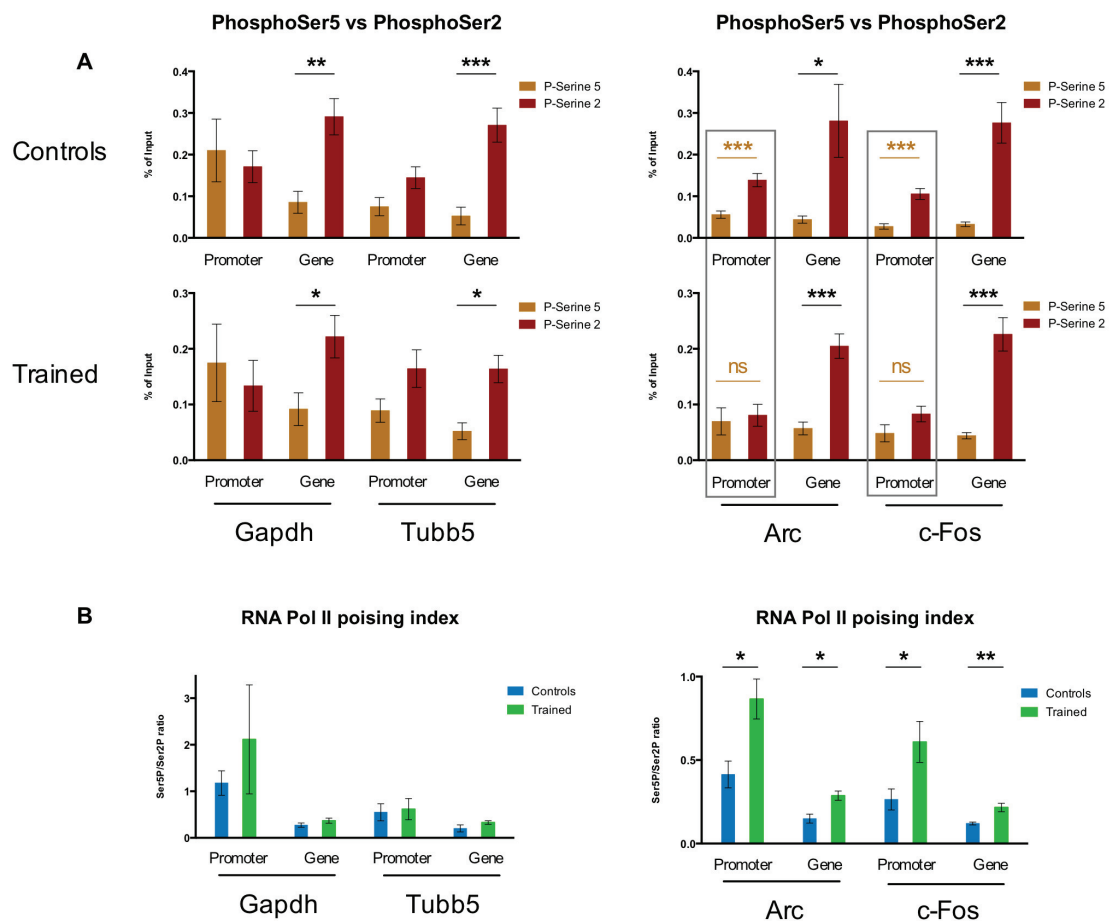 PhosphoSer5 vs PhosphoSer2
PhosphoSer5 vs PhosphoSer2
A
Controls
% of Input
0.4
0.3
0.2
0.1
0.0
** ***
P-Serine 5
P-Serine 2
Promoter Gene Promoter Gene
% of Input
0.4
0.3
0.2
0.1
0.0
*** * *** ***
P-Serine 5
P-Serine 2
Promoter Gene Promoter Gene
Trained
% of Input
0.3
0.2
0.1
0.0
* *
P-Serine 5
P-Serine 2
Promoter Gene Promoter Gene
Gapdh Tubb5
% of Input
0.3
0.2
0.1
0.0
ns *** ns ***
P-Serine 5
P-Serine 2
Promoter Gene Promoter Gene
Arc c-Fos
B
RNA Pol II poising index
Ser5P/Ser2P ratio
3
2
1
0
Controls
Trained
Promoter Gene Promoter Gene
Gapdh Tubb5
RNA Pol II poising index
Ser5P/Ser2P ratio
1.0
0.5
0.0
* * * **
Controls
Trained
Promoter Gene Promoter Gene
Arc c-Fos